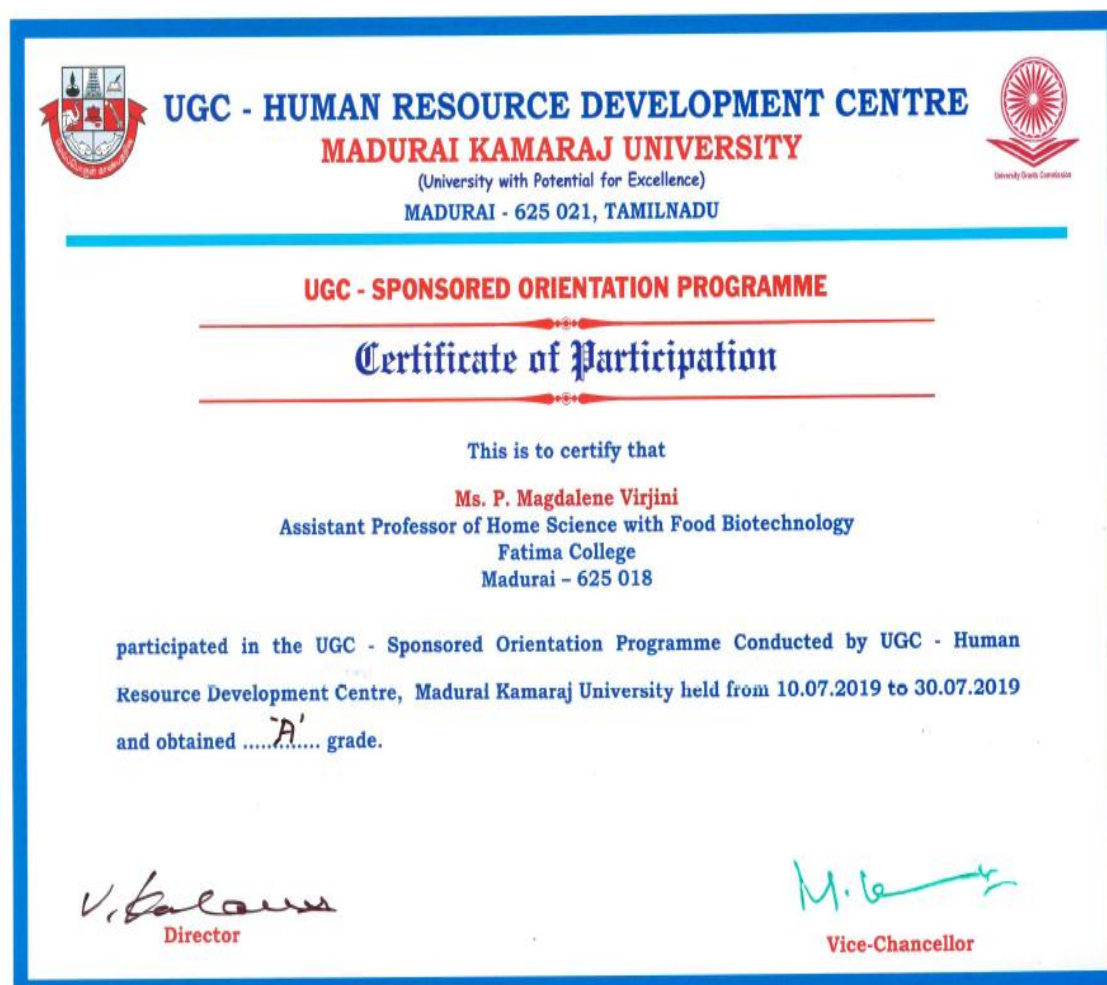 UGC - HUMAN RESOURCE DEVELOPMENT CENTRE
MADURAI KAMARAJ UNIVERSITY
(University with Potential for Excellence)
MADURAI - 625 021, TAMILNADU
University Grants Commission
UGC - SPONSORED ORIENTATION PROGRAMME
Certificate of Participation
This is to certify that
Ms. P. Magdalene Virjini
Assistant Professor of Home Science with Food Biotechnology
Fatima College
Madurai – 625 018
participated in the UGC - Sponsored Orientation Programme Conducted by UGC - Human
Resource Development Centre, Madurai Kamaraj University held from 10.07.2019 to 30.07.2019
and obtained .....'A'..... grade.
Director
Vice-Chancellor